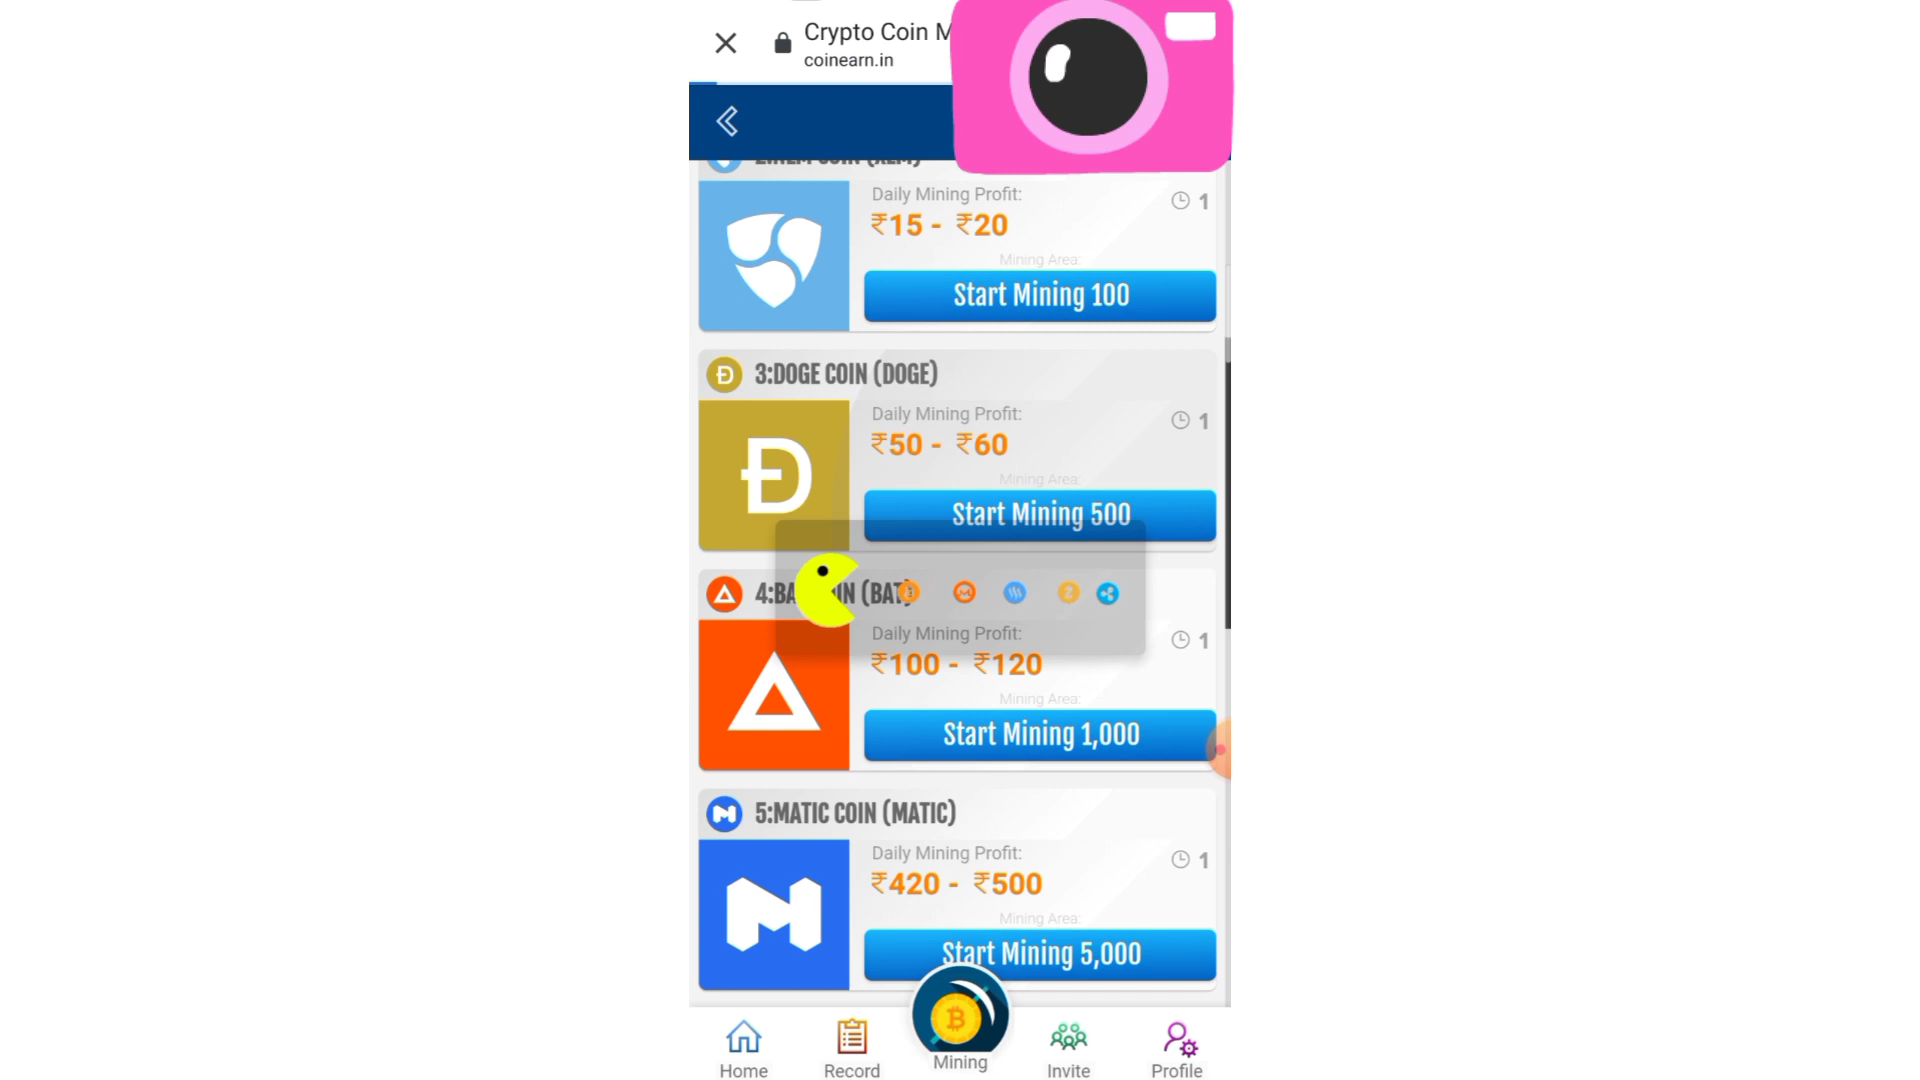 Crypto Coin M
coinearn.in
Daily Mining Profit:
1
₹15 - ₹20
Mining Area:
Start Mining 100
3:DOGE COIN (DOGE)
Daily Mining Profit:
1
₹50 - ₹60
Mining Area:
Start Mining 500
(BAT)
Daily Mining Profit:
1
₹100 - ₹120
Mining Area:
Start Mining 1,000
5:MATIC COIN (MATIC)
Daily Mining Profit:
1
₹420 - ₹500
Mining Area:
Start Mining 5,000
Home
Record
Mining
Invite
Profile